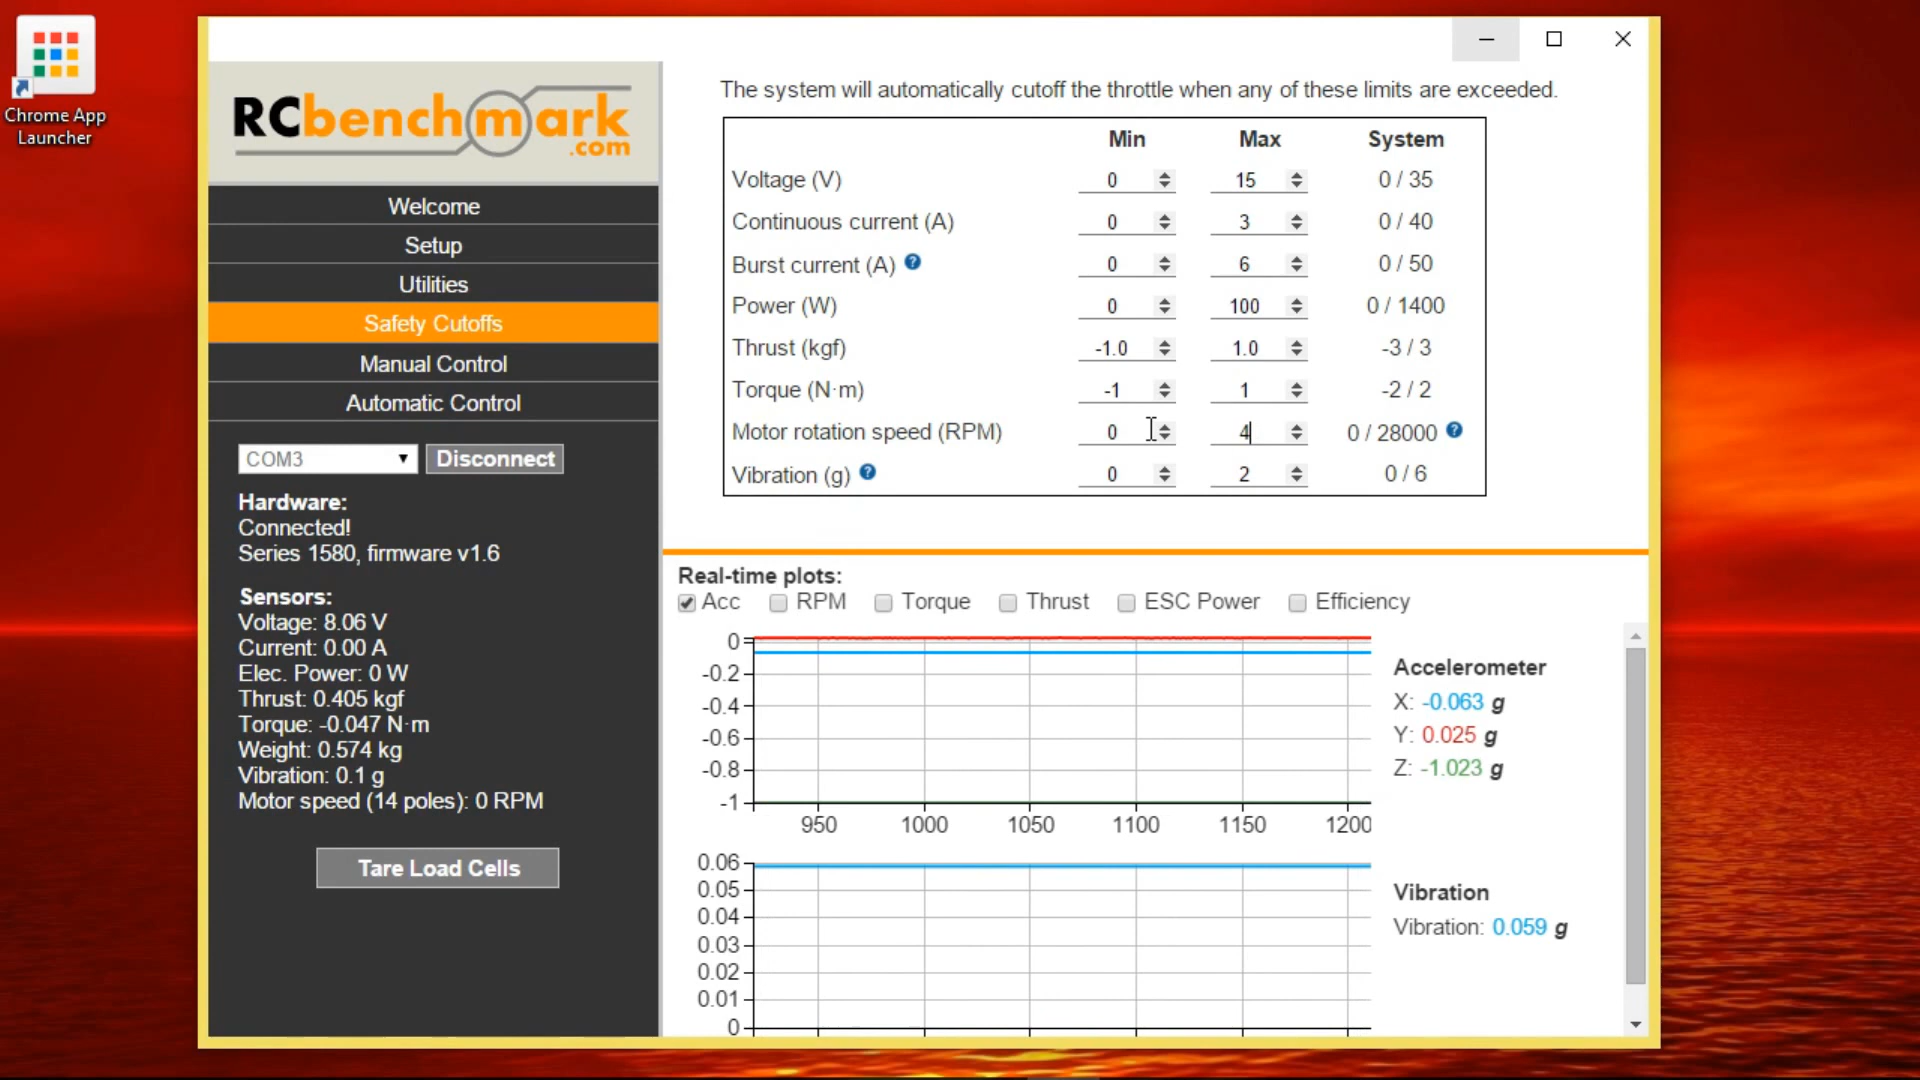 Chrome App
Launcher
RCbenchmark
.com
Welcome
Setup
Utilities
Safety Cutoffs
Manual Control
Automatic Control
COM3
Disconnect
Hardware:
Connected!
Series 1580, firmware v1.6
Sensors:
Voltage: 8.06 V
Current: 0.00 A
Elec. Power: 0 W
Thrust: 0.405 kgf
Torque: -0.047 N·m
Weight: 0.574 kg
Vibration: 0.1 g
Motor speed (14 poles): 0 RPM
Tare Load Cells
The system will automatically cutoff the throttle when any of these limits are exceeded.
Min Max System
Voltage (V) 0 15 0 / 35
Continuous current (A) 0 3 0 / 40
Burst current (A) ? 0 6 0 / 50
Power (W) 0 100 0 / 1400
Thrust (kgf) -1.0 1.0 -3 / 3
Torque (N·m) -1 1 -2 / 2
Motor rotation speed (RPM) 0 4 0 / 28000 ?
Vibration (g) ? 0 2 0 / 6
Real-time plots:
Acc RPM Torque Thrust ESC Power Efficiency
0
-0.2
-0.4
-0.6
-0.8
-1
950 1000 1050 1100 1150 1200
Accelerometer
X: -0.063 g
Y: 0.025 g
Z: -1.023 g
0.06
0.05
0.04
0.03
0.02
0.01
0
Vibration
Vibration: 0.059 g